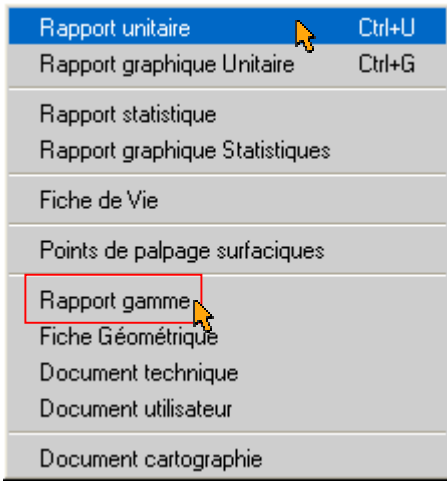 Rapport unitaire Ctrl+U
Rapport graphique Unitaire Ctrl+G
Rapport statistique
Rapport graphique Statistiques
Fiche de Vie
Points de palpage surfaciques
Rapport gamme
Fiche Géométrique
Document technique
Document utilisateur
Document cartographie